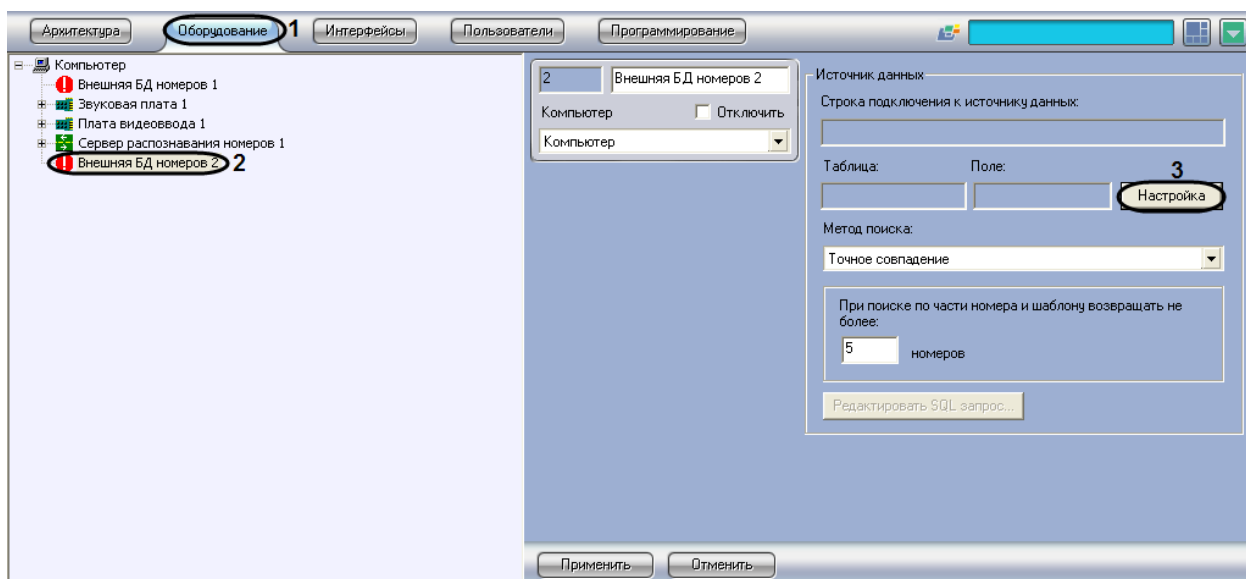 Архитектура Оборудование 1 Интерфейсы Пользователи Программирование
Компьютер
Внешняя БД номеров 1
Звуковая плата 1
Плата видеоввода 1
Сервер распознавания номеров 1
Внешняя БД номеров 2 2
2 Внешняя БД номеров 2
Компьютер Отключить
Компьютер
Источник данных
Строка подключения к источнику данных:
Таблица: Поле: 3
Настройка
Метод поиска:
Точное совпадение
При поиске по части номера и шаблону возвращать не
более:
5 номеров
Редактировать SQL запрос...
Применить Отменить